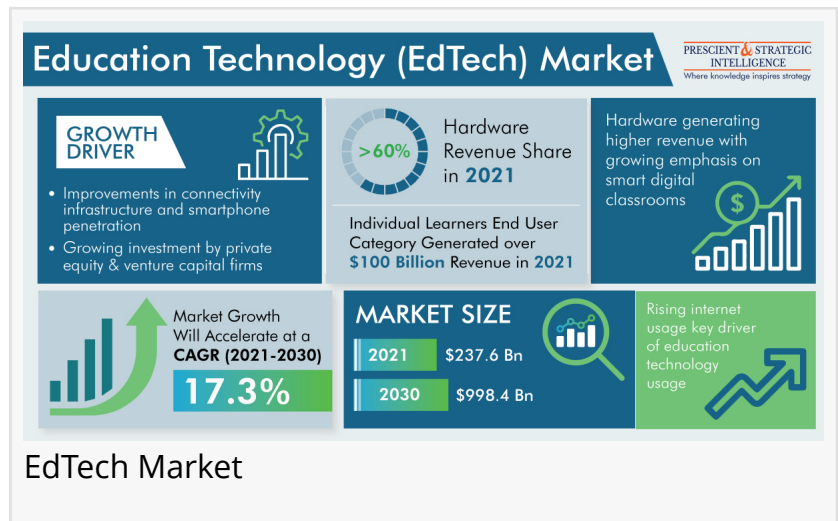 Education Technology (EdTech) Market
PRESCIENT & STRATEGIC
INTELLIGENCE
Where knowledge inspires strategy
GROWTH
DRIVER
• Improvements in connectivity
infrastructure and smartphone
penetration
• Growing investment by private
equity & venture capital firms
>60%
Hardware
Revenue Share
in 2021
Individual Learners End User
Category Generated over
$100 Billion Revenue in 2021
Hardware generating
higher revenue with
growing emphasis on
smart digital
classrooms
$
Market Growth
Will Accelerate at a
CAGR (2021-2030)
17.3%
MARKET SIZE
2021 $237.6 Bn
2030 $998.4 Bn
Rising internet
usage key driver
of education
technology
usage
EdTech Market